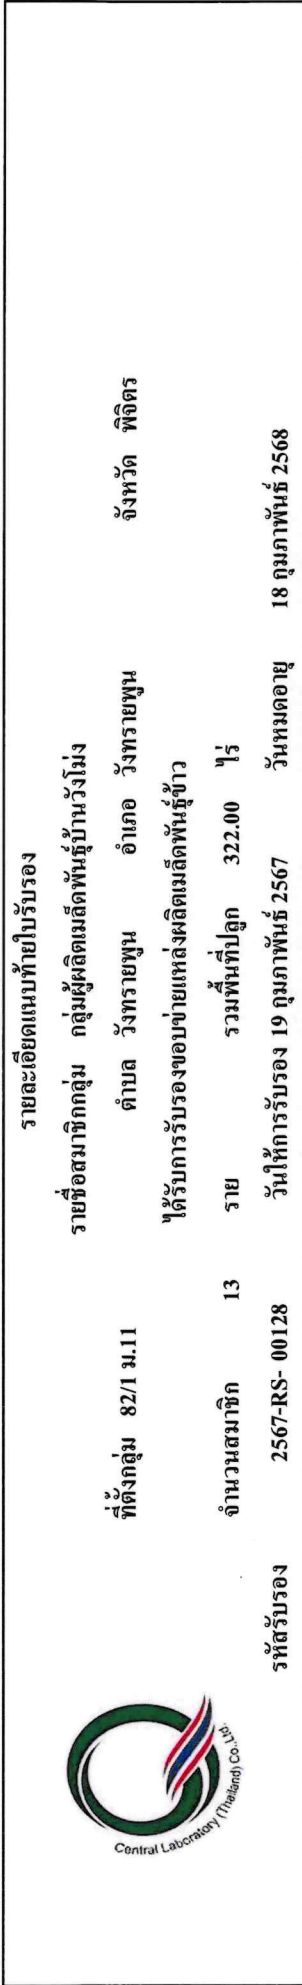 รายละเอียดแนบท้ายใบรับรอง
รายชื่อสมาชิกกลุ่ม กลุ่มผู้ผลิตเมล็ดพันธุ์บ้านวังโม่ง
ที่ตั้งกลุ่ม 82/1 ม.11 ตำบล วังทรายพูน อำเภอ วังทรายพูน จังหวัด พิจิตร
ได้รับการรับรองขอบข่ายแหล่งผลิตเมล็ดพันธุ์ข้าว
จำนวนสมาชิก 13 ราย รวมพื้นที่ปลูก 322.00 ไร่
รหัสรับรอง 2567-RS- 00128 วันให้การรับรอง 19 กุมภาพันธ์ 2567 วันหมดอายุ 18 กุมภาพันธ์ 2568
Central Laboratory (Thailand) Co.,Ltd.